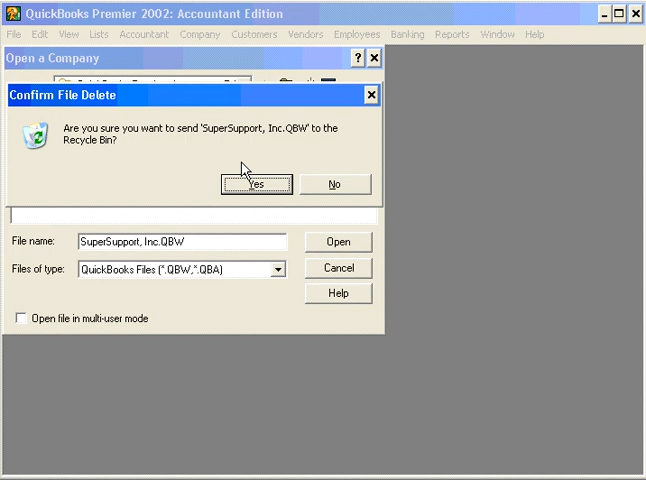 QuickBooks Premier 2002: Accountant Edition
File Edit View Lists Accountant Company Customers Vendors Employees Banking Reports Window Help
Open a Company
Confirm File Delete
Are you sure you want to send 'SuperSupport, Inc.QBW' to the
Recycle Bin?
Yes No
File name: SuperSupport, Inc.QBW Open
Files of type: QuickBooks Files (*.QBW,*.QBA) Cancel
Help
Open file in multi-user mode